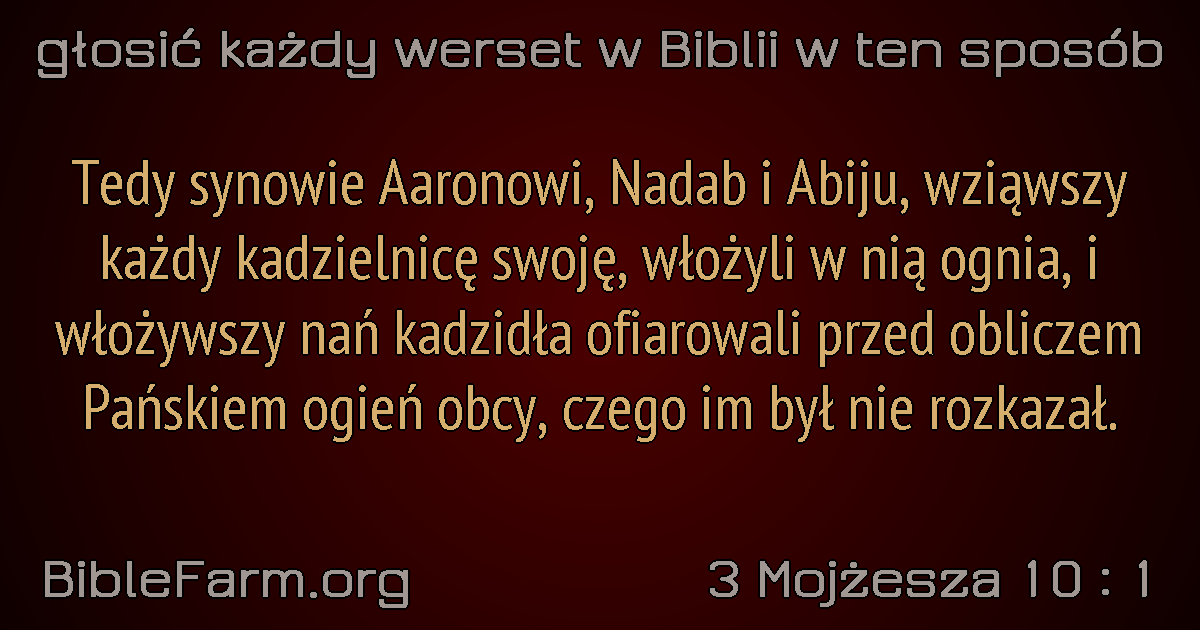 głosić każdy werset w Biblii w ten sposób
Tedy synowie Aaronowi, Nadab i Abiju, wziąwszy
każdy kadzielnicę swoję, włożyli w nią ognia, i
włożywszy nań kadzidła ofiarowali przed obliczem
Pańskiem ogień obcy, czego im był nie rozkazał.
BibleFarm.org
3 Mojżesza 10 : 1